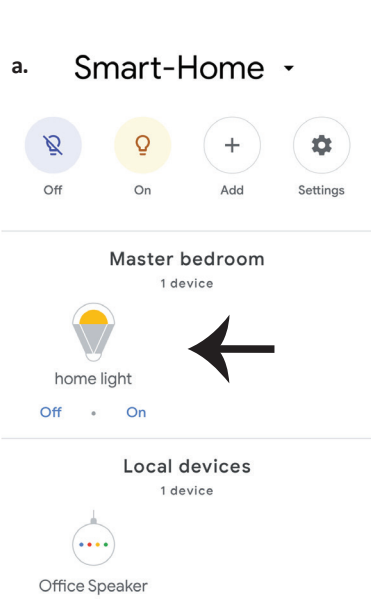 a. Smart-Home
Off On Add Settings
Master bedroom
1 device
home light
Off • On
Local devices
1 device
Office Speaker